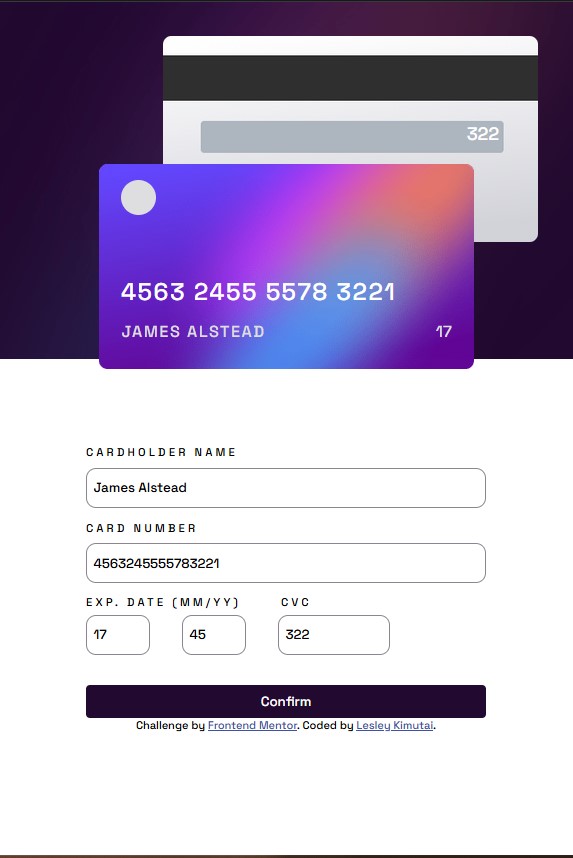 322
4563 2455 5578 3221
JAMES ALSTEAD 17
CARDHOLDER NAME
James Alstead
CARD NUMBER
4563245555783221
EXP. DATE (MM/YY) CVC
17 45 322
Confirm
Challenge by Frontend Mentor. Coded by Lesley Kimutai.